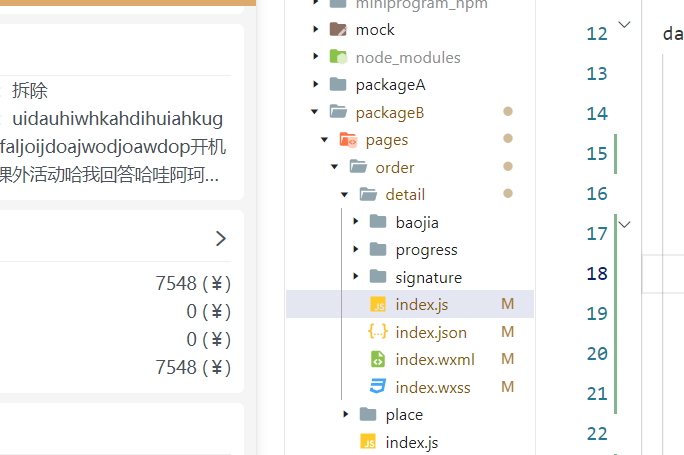 拆除
uidauhiwhkahdihuiahkug
faljoijdoajwodjoawdop开机
课外活动哈我回答哈哇阿珂...
7548 (¥)
0 (¥)
0 (¥)
7548 (¥)
miniprogram_npm
mock
node_modules
packageA
packageB
pages
order
detail
baojia
progress
signature
JS index.js M
{..} index.json M
index.wxml M
index.wxss M
place
JS index.js
12 da
13
14
15
16
17
18
19
20
21
22